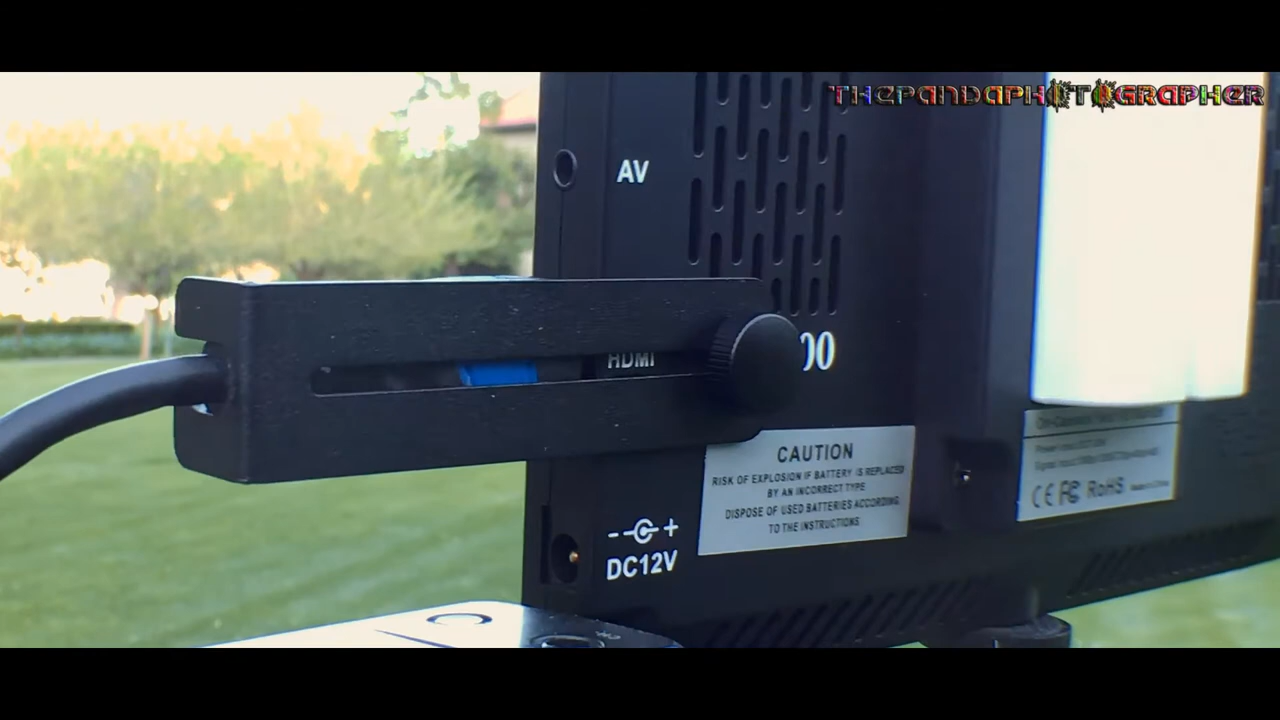 THEPANDAPHOTOGRAPHER
AV
HDMI
00
CAUTION
RISK OF EXPLOSION IF BATTERY IS REPLACED
BY AN INCORRECT TYPE
DISPOSE OF USED BATTERIES ACCORDING
TO THE INSTRUCTIONS
CE FC RoHS
- +
DC12V